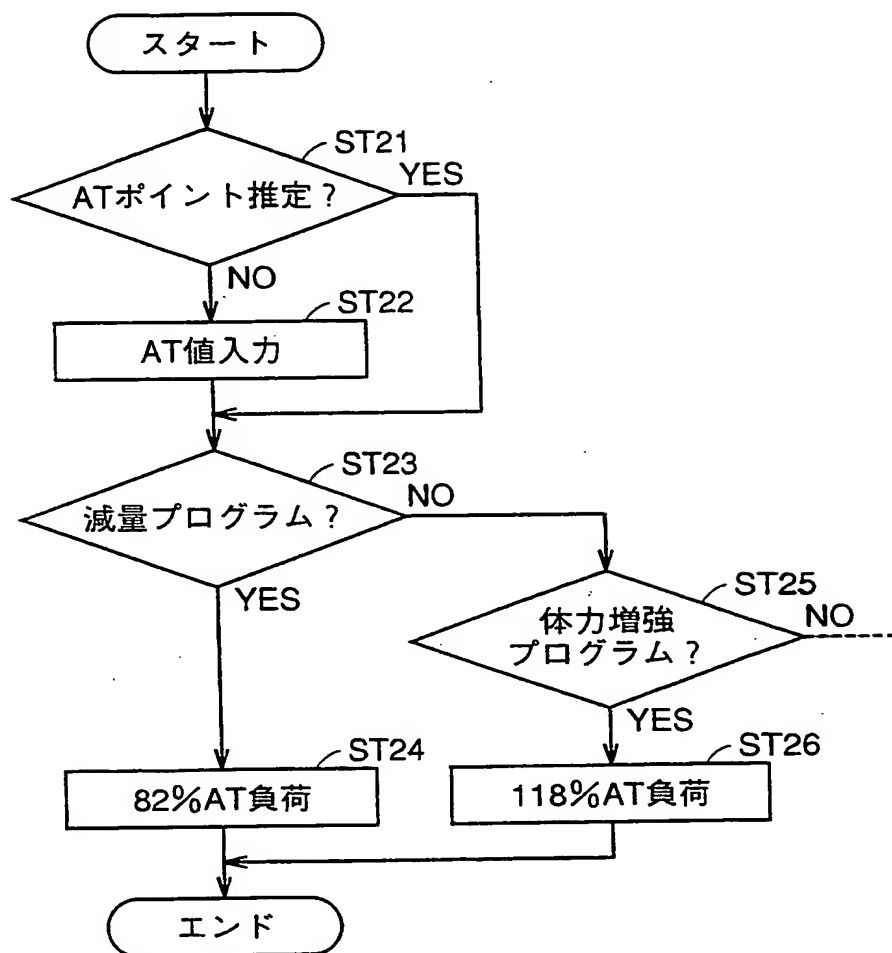 スタート
ST21
ATポイント推定?
YES
NO
ST22
AT値入力
ST23
減量プログラム?
NO
YES
ST25
体力増強
プログラム?
NO
YES
ST24
82%AT負荷
ST26
118%AT負荷
エンド